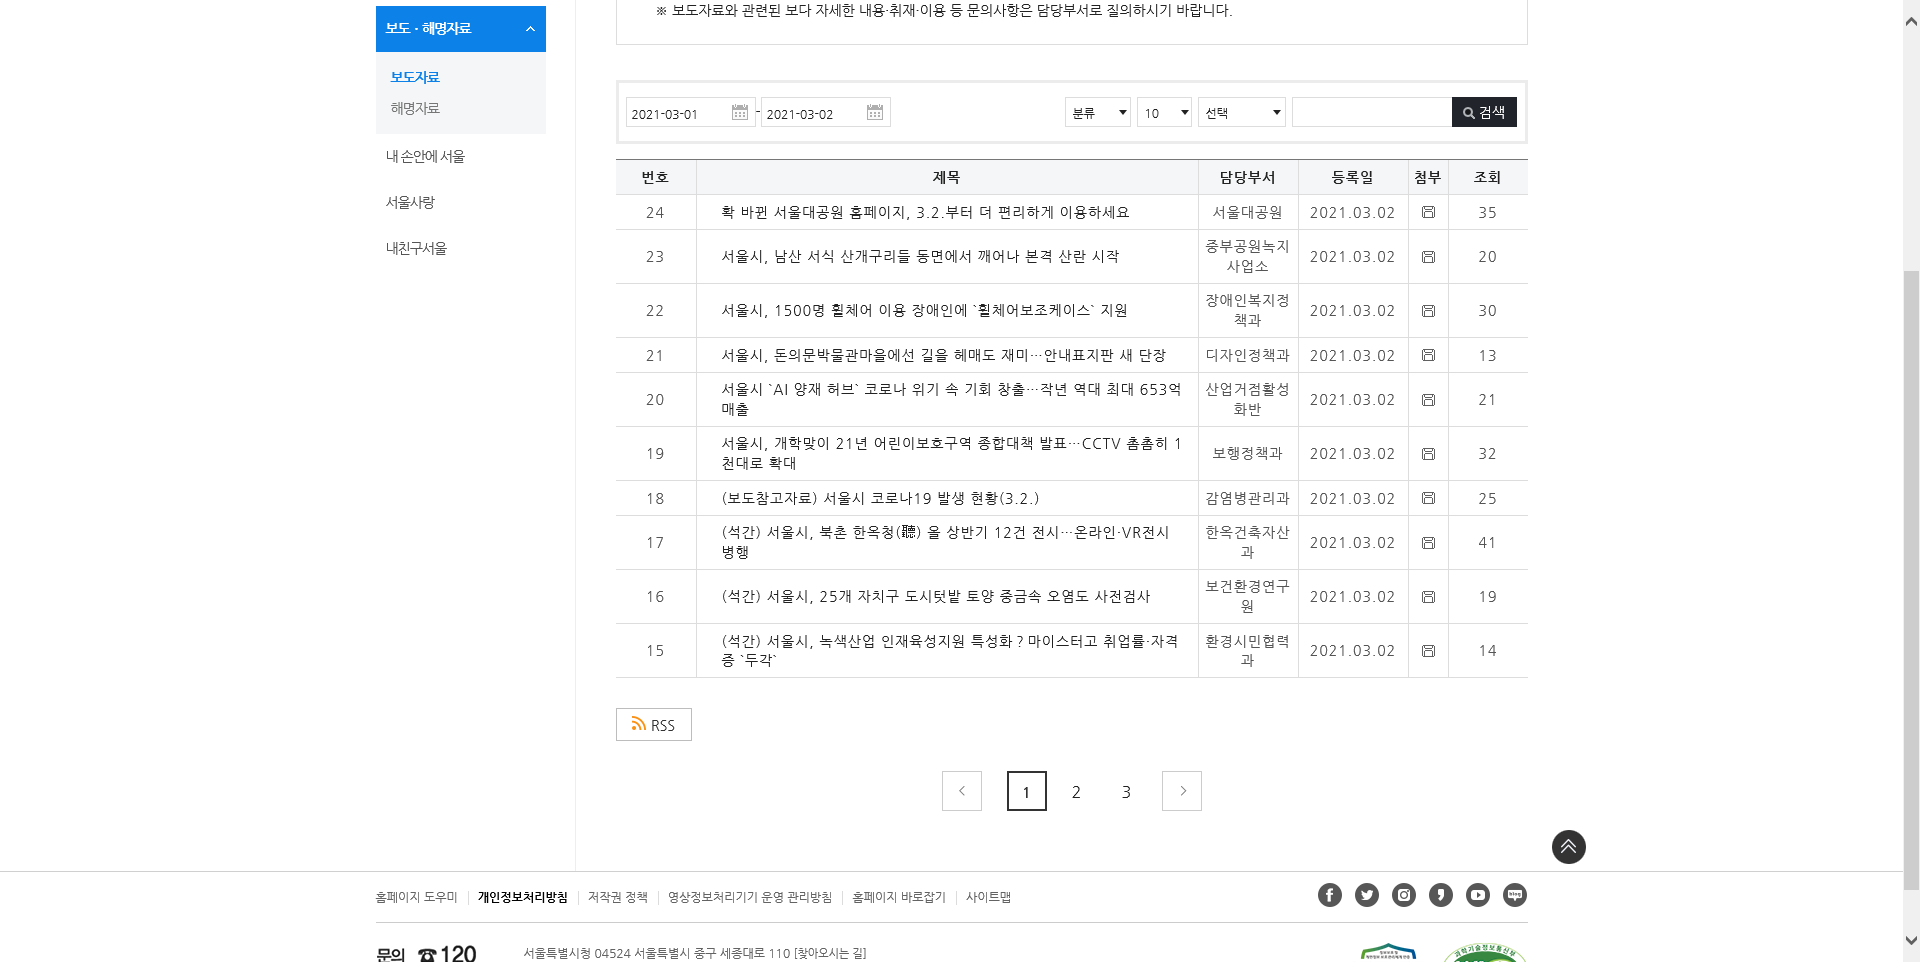 ※ 보도자료와 관련된 보다 자세한 내용·취재·이용 등 문의사항은 담당부서로 질의하시기 바랍니다.
보도·해명자료
보도자료
해명자료
내 손안에 서울
서울사랑
내친구서울
2021-03-01 - 2021-03-02 분류 10 선택 검색
번호 제목 담당부서 등록일 첨부 조회
24 확 바뀐 서울대공원 홈페이지, 3.2.부터 더 편리하게 이용하세요 서울대공원 2021.03.02 35
23 서울시, 남산 서식 산개구리들 동면에서 깨어나 본격 산란 시작 중부공원녹지
사업소 2021.03.02 20
22 서울시, 1500명 휠체어 이용 장애인에 `휠체어보조케이스` 지원 장애인복지정
책과 2021.03.02 30
21 서울시, 돈의문박물관마을에선 길을 헤매도 재미…안내표지판 새 단장 디자인정책과 2021.03.02 13
20 서울시 `AI 양재 허브` 코로나 위기 속 기회 창출…작년 역대 최대 653억
매출 산업거점활성
화반 2021.03.02 21
19 서울시, 개학맞이 21년 어린이보호구역 종합대책 발표…CCTV 촘촘히 1
천대로 확대 보행정책과 2021.03.02 32
18 (보도참고자료) 서울시 코로나19 발생 현황(3.2.) 감염병관리과 2021.03.02 25
17 (석간) 서울시, 북촌 한옥청(聽) 올 상반기 12건 전시…온라인·VR전시
병행 한옥건축자산
과 2021.03.02 41
16 (석간) 서울시, 25개 자치구 도시텃밭 토양 중금속 오염도 사전검사 보건환경연구
원 2021.03.02 19
15 (석간) 서울시, 녹색산업 인재육성지원 특성화？마이스터고 취업률·자격
증 `두각` 환경시민협력
과 2021.03.02 14
RSS
1 2 3
홈페이지 도우미 개인정보처리방침 저작권 정책 영상정보처리기기 운영 관리방침 홈페이지 바로잡기 사이트맵
문의 ☎120 서울특별시청 04524 서울특별시 중구 세종대로 110 [찾아오시는 길]
blog
과학기술정보통신부